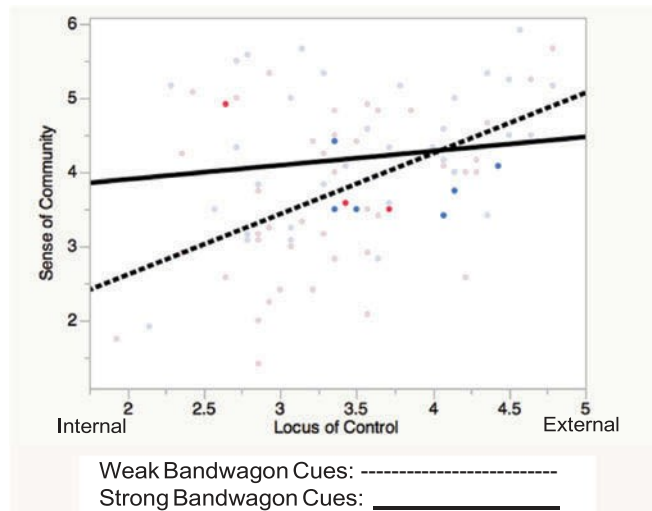 6
5
4
3
2
Sense of Community
2 2.5 3 3.5 4 4.5 5
Internal Locus of Control External
Weak Bandwagon Cues:
Strong Bandwagon Cues: